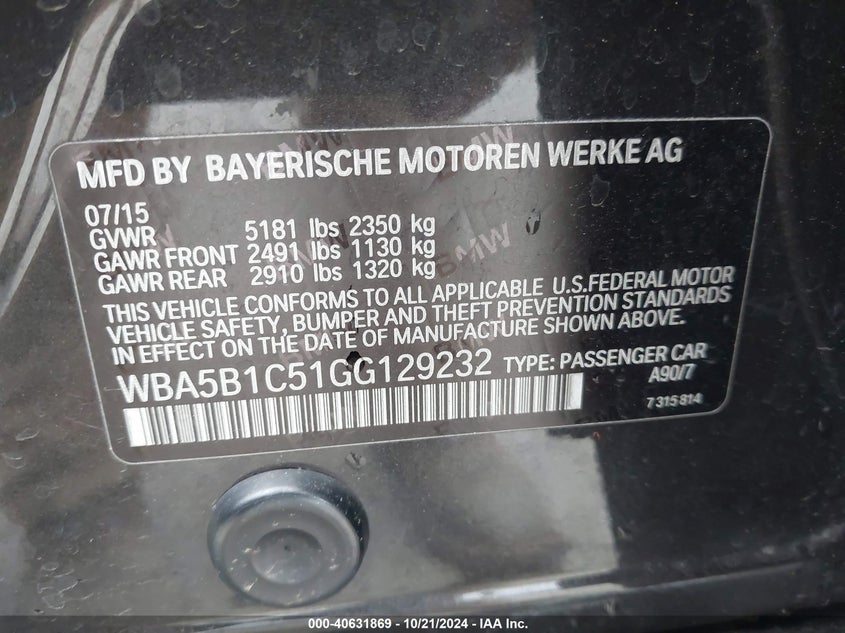 MFD BY BAYERISCHE MOTOREN WERKE AG
07/15
GVWR 5181 lbs 2350 kg
GAWR FRONT 2491 lbs 1130 kg
GAWR REAR 2910 lbs 1320 kg
THIS VEHICLE CONFORMS TO ALL APPLICABLE U.S.FEDERAL MOTOR
VEHICLE SAFETY, BUMPER AND THEFT PREVENTION STANDARDS
IN EFFECT ON THE DATE OF MANUFACTURE SHOWN ABOVE.
WBA5B1C51GG129232 TYPE: PASSENGER CAR
A90/7
7 315 814
000-40631869 - 10/21/2024 - IAA Inc.